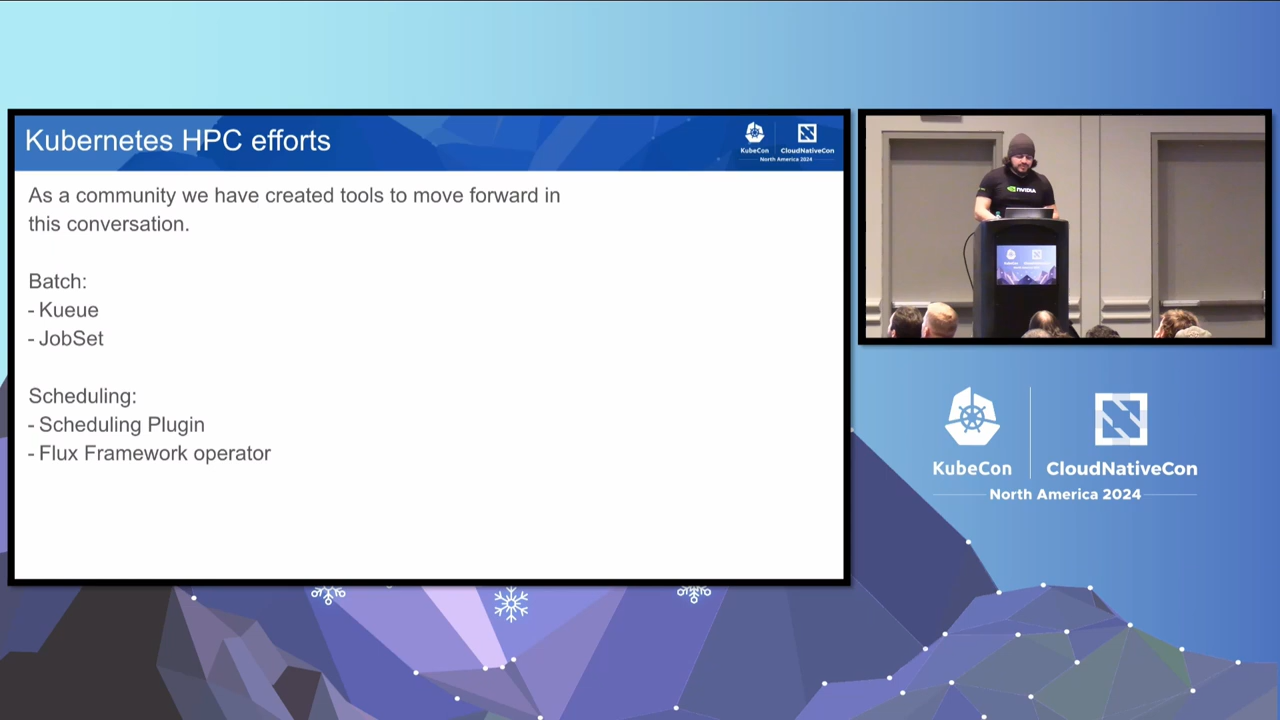 Kubernetes HPC efforts
KubeCon
CloudNativeCon
North America 2024
As a community we have created tools to move forward in
this conversation.
Batch:
- Kueue
- JobSet
Scheduling:
- Scheduling Plugin
- Flux Framework operator
NVIDIA
KubeCon
CloudNativeCon
North America 2024